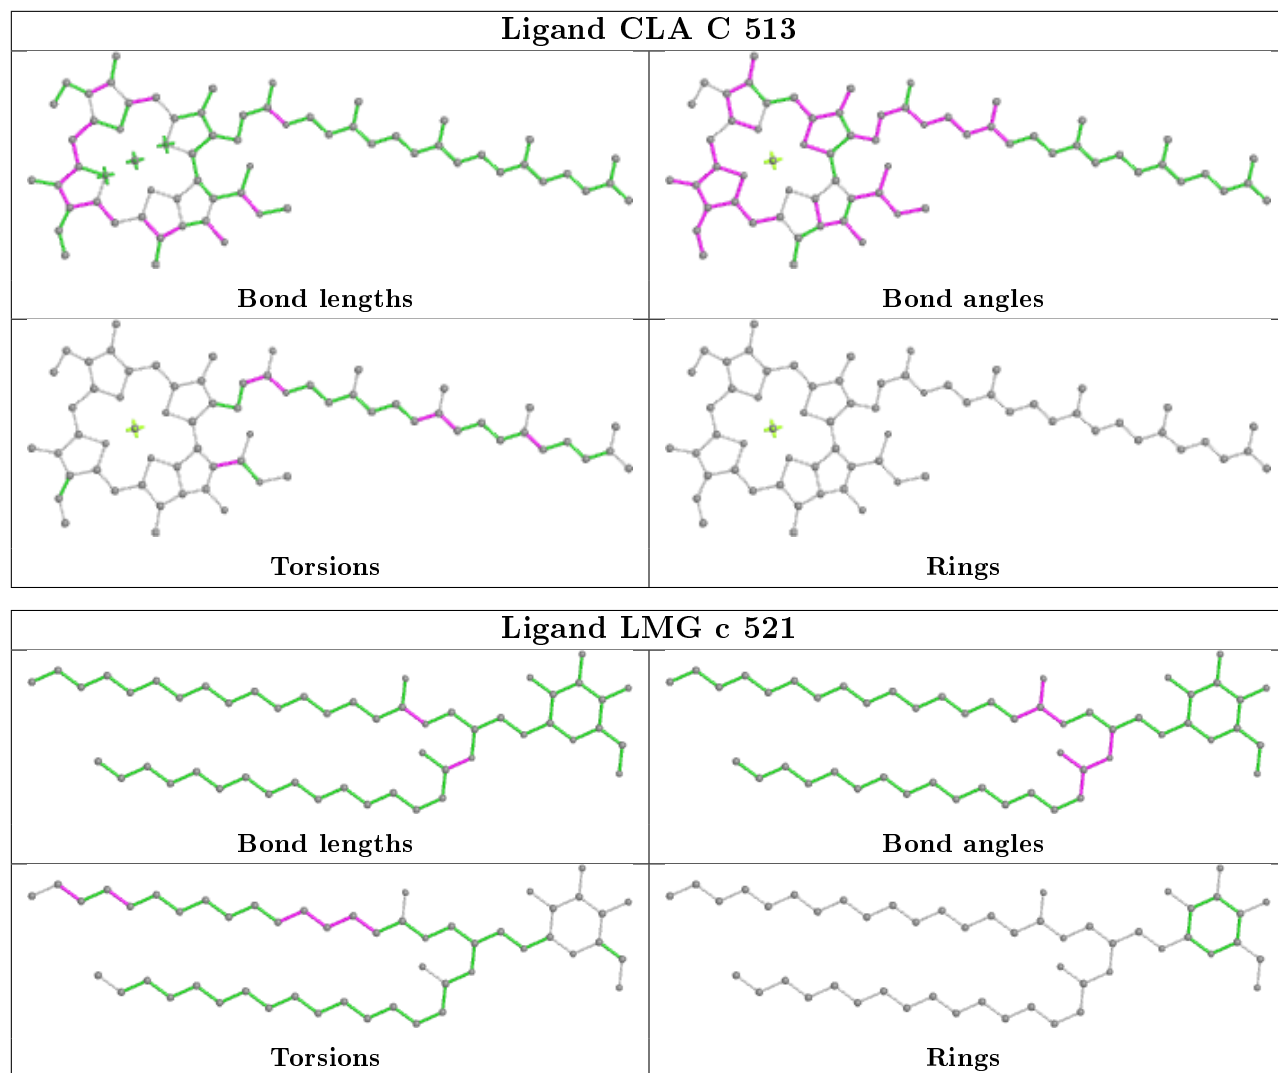 Ligand CLA C 513
Bond lengths
Bond angles
Torsions
Rings
Ligand LMG c 521
Bond lengths
Bond angles
Torsions
Rings